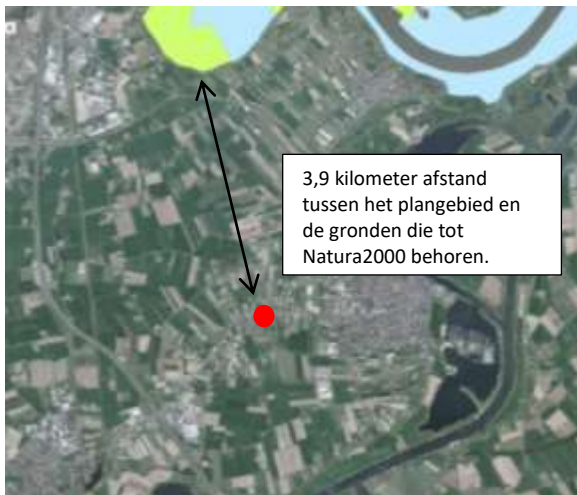 3,9 kilometer afstand
tussen het plangebied en
de gronden die tot
Natura2000 behoren.